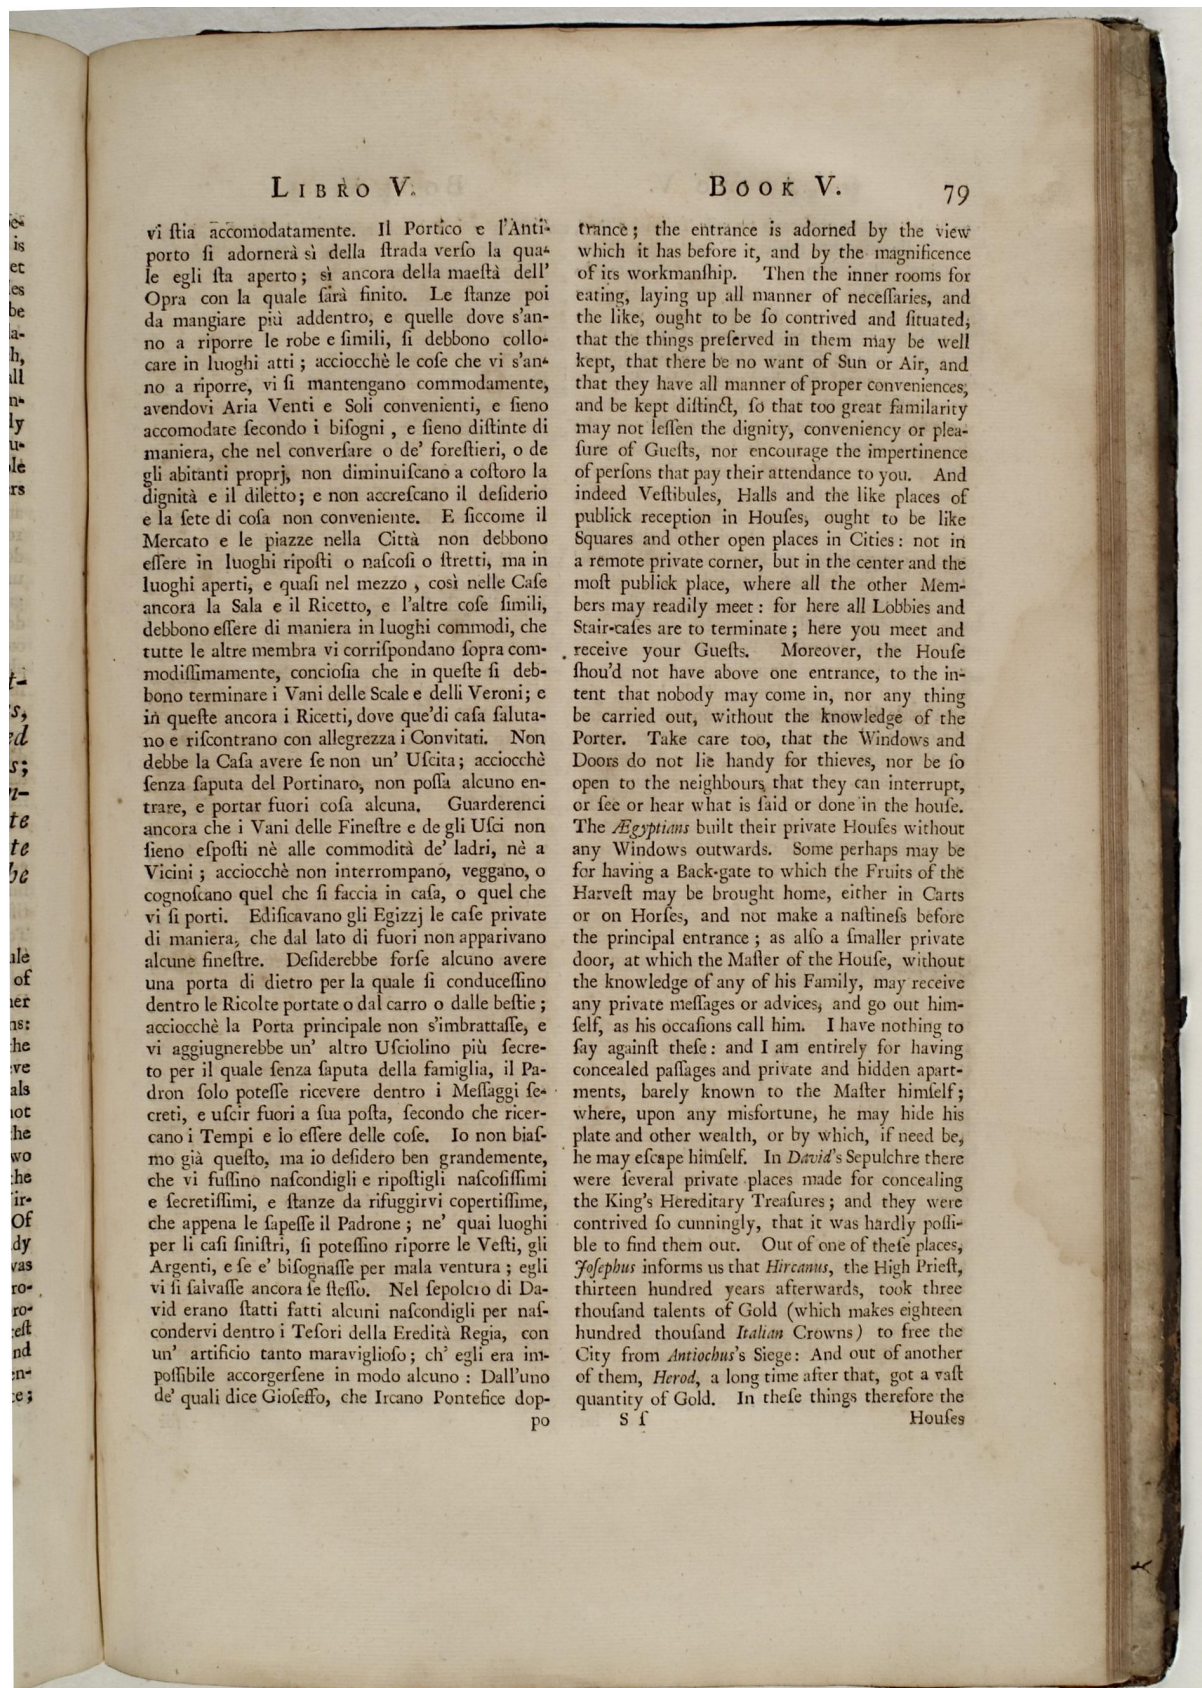 LIBRO V.
vi ſtia accomodatamente. Il Portico e l'Anti-
porto ſi adornerà sì della ſtrada verſo la qua-
le egli ſta aperto; sì ancora della maeſtà dell'
Opra con la quale ſarà finito. Le ſtanze poi
da mangiare più addentro, e quelle dove s'an-
no a riporre le robe e ſimili, ſi debbono collo-
care in luoghi atti; acciocchè le coſe che vi s'an-
no a riporre, vi ſi mantengano commodamente,
avendovi Aria Venti e Soli convenienti, e ſieno
accomodate ſecondo i biſogni, e ſieno diſtinte di
maniera, che nel converſare o de' foreſtieri, o de
gli abitanti proprj, non diminuiſcano a coſtoro la
dignità e il diletto; e non accreſcano il deſiderio
e la ſete di coſa non conveniente. E ſiccome il
Mercato e le piazze nella Città non debbono
eſſere in luoghi ripoſti o naſcoſi o ſtretti, ma in
luoghi aperti, e quaſi nel mezzo, così nelle Caſe
ancora la Sala e il Ricetto, e l'altre coſe ſimili,
debbono eſſere di maniera in luoghi commodi, che
tutte le altre membra vi corriſpondano ſopra com-
modiſſimamente, concioſia che in queſte ſi deb-
bono terminare i Vani delle Scale e delli Veroni; e
in queſte ancora i Ricetti, dove que'di caſa ſaluta-
no e riſcontrano con allegrezza i Convitati. Non
debbe la Caſa avere ſe non un' Uſcita; acciocchè
ſenza ſaputa del Portinaro, non poſſa alcuno en-
trare, e portar fuori coſa alcuna. Guarderenci
ancora che i Vani delle Fineſtre e de gli Uſci non
ſieno eſpoſti nè alle commodità de' ladri, nè a
Vicini; acciocchè non interrompano, veggano, o
cognoſcano quel che ſi faccia in caſa, o quel che
vi ſi porti. Edificavano gli Egizzj le caſe private
di maniera, che dal lato di fuori non apparivano
alcune fineſtre. Deſiderebbe forſe alcuno avere
una porta di dietro per la quale ſi conduceſſino
dentro le Ricolte portate o dal carro o dalle beſtie;
acciocchè la Porta principale non s'imbrattaſſe, e
vi aggiugnerebbe un' altro Uſciolino più ſecre-
to per il quale ſenza ſaputa della famiglia, il Pa-
dron ſolo poteſſe ricevere dentro i Meſſaggi ſe-
creti, e uſcir fuori a ſua poſta, ſecondo che ricer-
cano i Tempi e lo eſſere delle coſe. Io non biaſ-
mo già queſto, ma io deſidero ben grandemente,
che vi fuſſino naſcondigli e ripoſtigli naſcoſiſſimi
e ſecretiſſimi, e ſtanze da rifuggirvi copertiſſime,
che appena le ſapeſſe il Padrone; ne' quai luoghi
per li caſi ſiniſtri, ſi poteſſino riporre le Veſti, gli
Argenti, e ſe e' biſognaſſe per mala ventura; egli
vi ſi ſalvaſſe ancora ſe ſteſſo. Nel ſepolcro di Da-
vid erano ſtatti fatti alcuni naſcondigli per naſ-
condervi dentro i Teſori della Eredità Regia, con
un' artificio tanto maraviglioſo; ch' egli era im-
poſſibile accorgerſene in modo alcuno: Dall'uno
de' quali dice Gioſeffo, che Ircano Pontefice dop-
po
BOOK V. 79
trance; the entrance is adorned by the view
which it has before it, and by the magnificence
of its workmanſhip. Then the inner rooms for
eating, laying up all manner of neceſſaries, and
the like, ought to be ſo contrived and ſituated,
that the things preſerved in them may be well
kept, that there be no want of Sun or Air, and
that they have all manner of proper conveniences,
and be kept diſtinct, ſo that too great familarity
may not leſſen the dignity, conveniency or plea-
ſure of Gueſts, nor encourage the impertinence
of perſons that pay their attendance to you. And
indeed Veſtibules, Halls and the like places of
publick reception in Houſes, ought to be like
Squares and other open places in Cities: not in
a remote private corner, but in the center and the
moſt publick place, where all the other Mem-
bers may readily meet: for here all Lobbies and
Stair-caſes are to terminate; here you meet and
receive your Gueſts. Moreover, the Houſe
ſhou'd not have above one entrance, to the in-
tent that nobody may come in, nor any thing
be carried out, without the knowledge of the
Porter. Take care too, that the Windows and
Doors do not lie handy for thieves, nor be ſo
open to the neighbours that they can interrupt,
or ſee or hear what is ſaid or done in the houſe.
The Ægyptians built their private Houſes without
any Windows outwards. Some perhaps may be
for having a Back-gate to which the Fruits of the
Harveſt may be brought home, either in Carts
or on Horſes, and not make a naſtineſs before
the principal entrance; as alſo a ſmaller private
door, at which the Maſter of the Houſe, without
the knowledge of any of his Family, may receive
any private meſſages or advices, and go out him-
ſelf, as his occaſions call him. I have nothing to
ſay againſt theſe: and I am entirely for having
concealed paſſages and private and hidden apart-
ments, barely known to the Maſter himſelf;
where, upon any misfortune, he may hide his
plate and other wealth, or by which, if need be,
he may eſcape himſelf. In David's Sepulchre there
were ſeveral private places made for concealing
the King's Hereditary Treaſures; and they were
contrived ſo cunningly, that it was hardly poſſi-
ble to find them out. Out of one of theſe places,
Joſephus informs us that Hircanus, the High Prieſt,
thirteen hundred years afterwards, took three
thouſand talents of Gold (which makes eighteen
hundred thouſand Italian Crowns) to free the
City from Antiochus's Siege: And out of another
of them, Herod, a long time after that, got a vaſt
quantity of Gold. In theſe things therefore the
S ſ Houſes